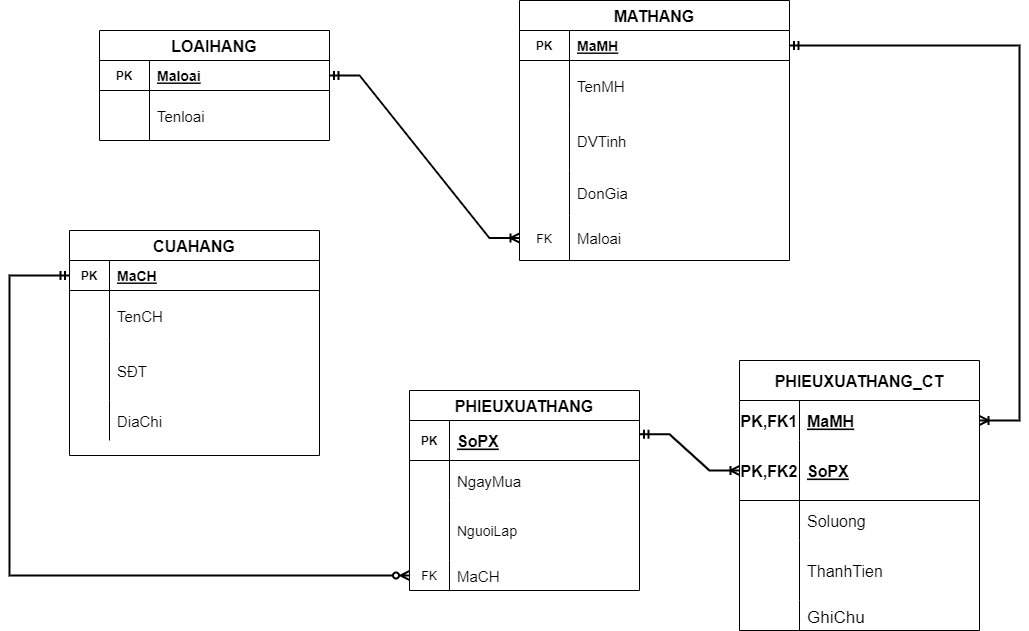 LOAIHANG
PK Maloai
Tenloai
MATHANG
PK MaMH
TenMH
DVTinh
DonGia
FK Maloai
CUAHANG
PK MaCH
TenCH
SĐT
DiaChi
PHIEUXUATHANG
PK SoPX
NgayMua
NguoiLap
FK MaCH
PHIEUXUATHANG_CT
PK,FK1 MaMH
PK,FK2 SoPX
Soluong
ThanhTien
GhiChu